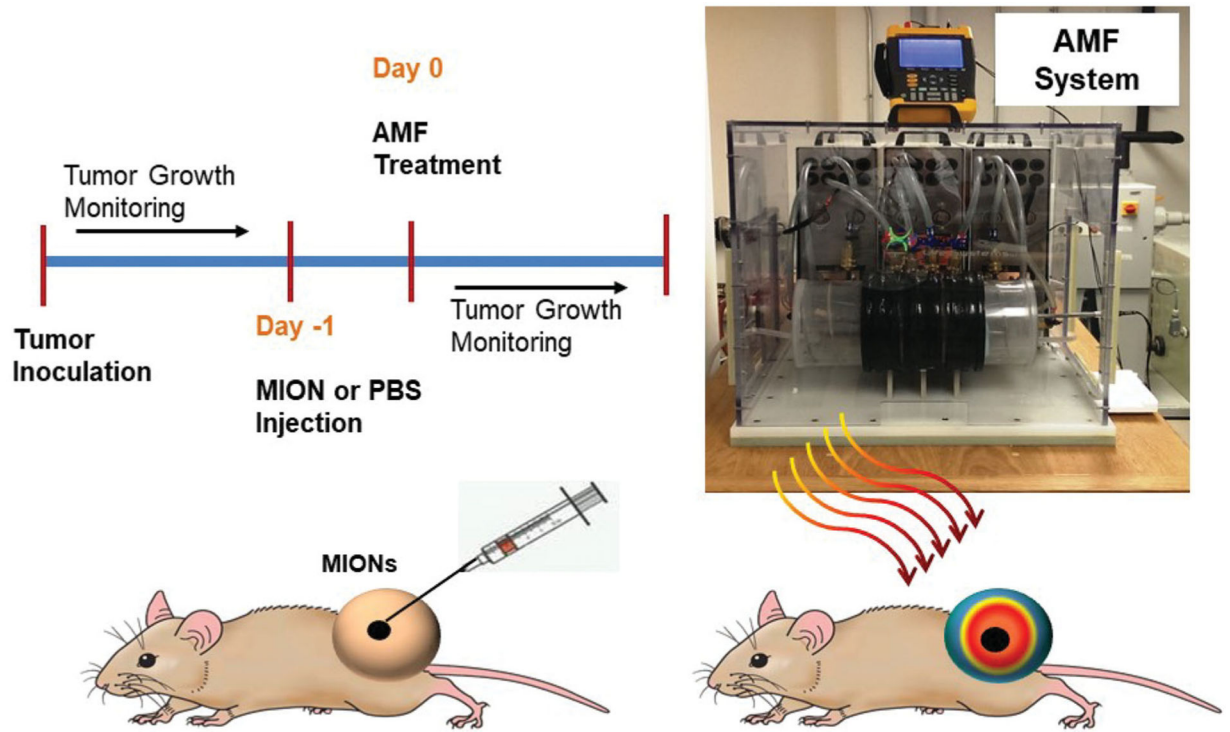 Day 0
AMF
Treatment
Tumor Growth
Monitoring
Tumor
Inoculation
Day -1
MION or PBS
Injection
Tumor Growth
Monitoring
AMF
System
MIONs